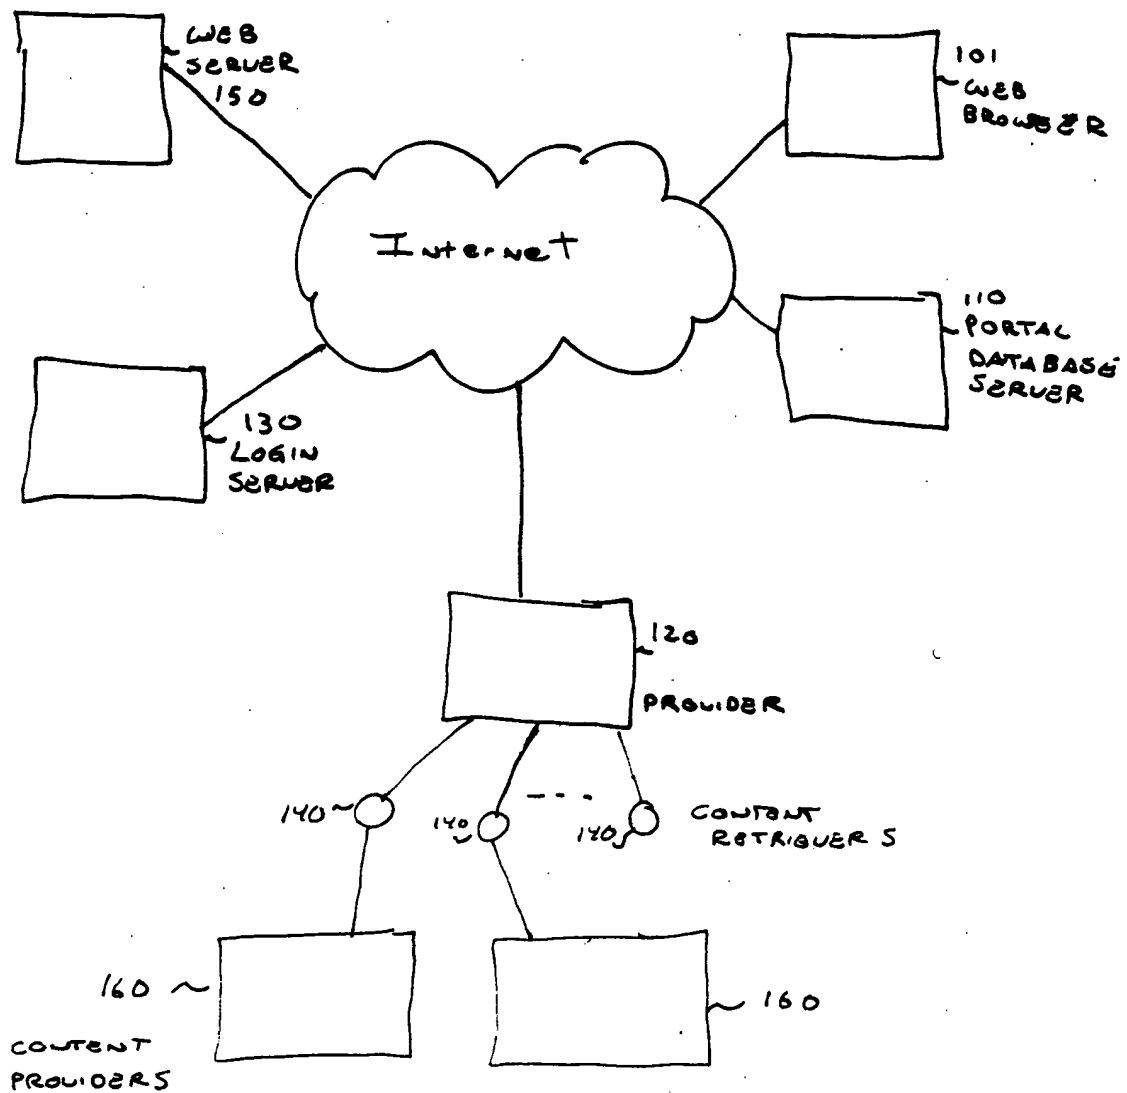 WEB
SERVER
150
101
WEB
BROWSER
Internet
110
PORTAL
DATABASE
SERVER
130
LOGIN
SERVER
120
PROVIDER
140
140
140
CONTENT
RETRIEVERS
160
160
CONTENT
PROVIDERS